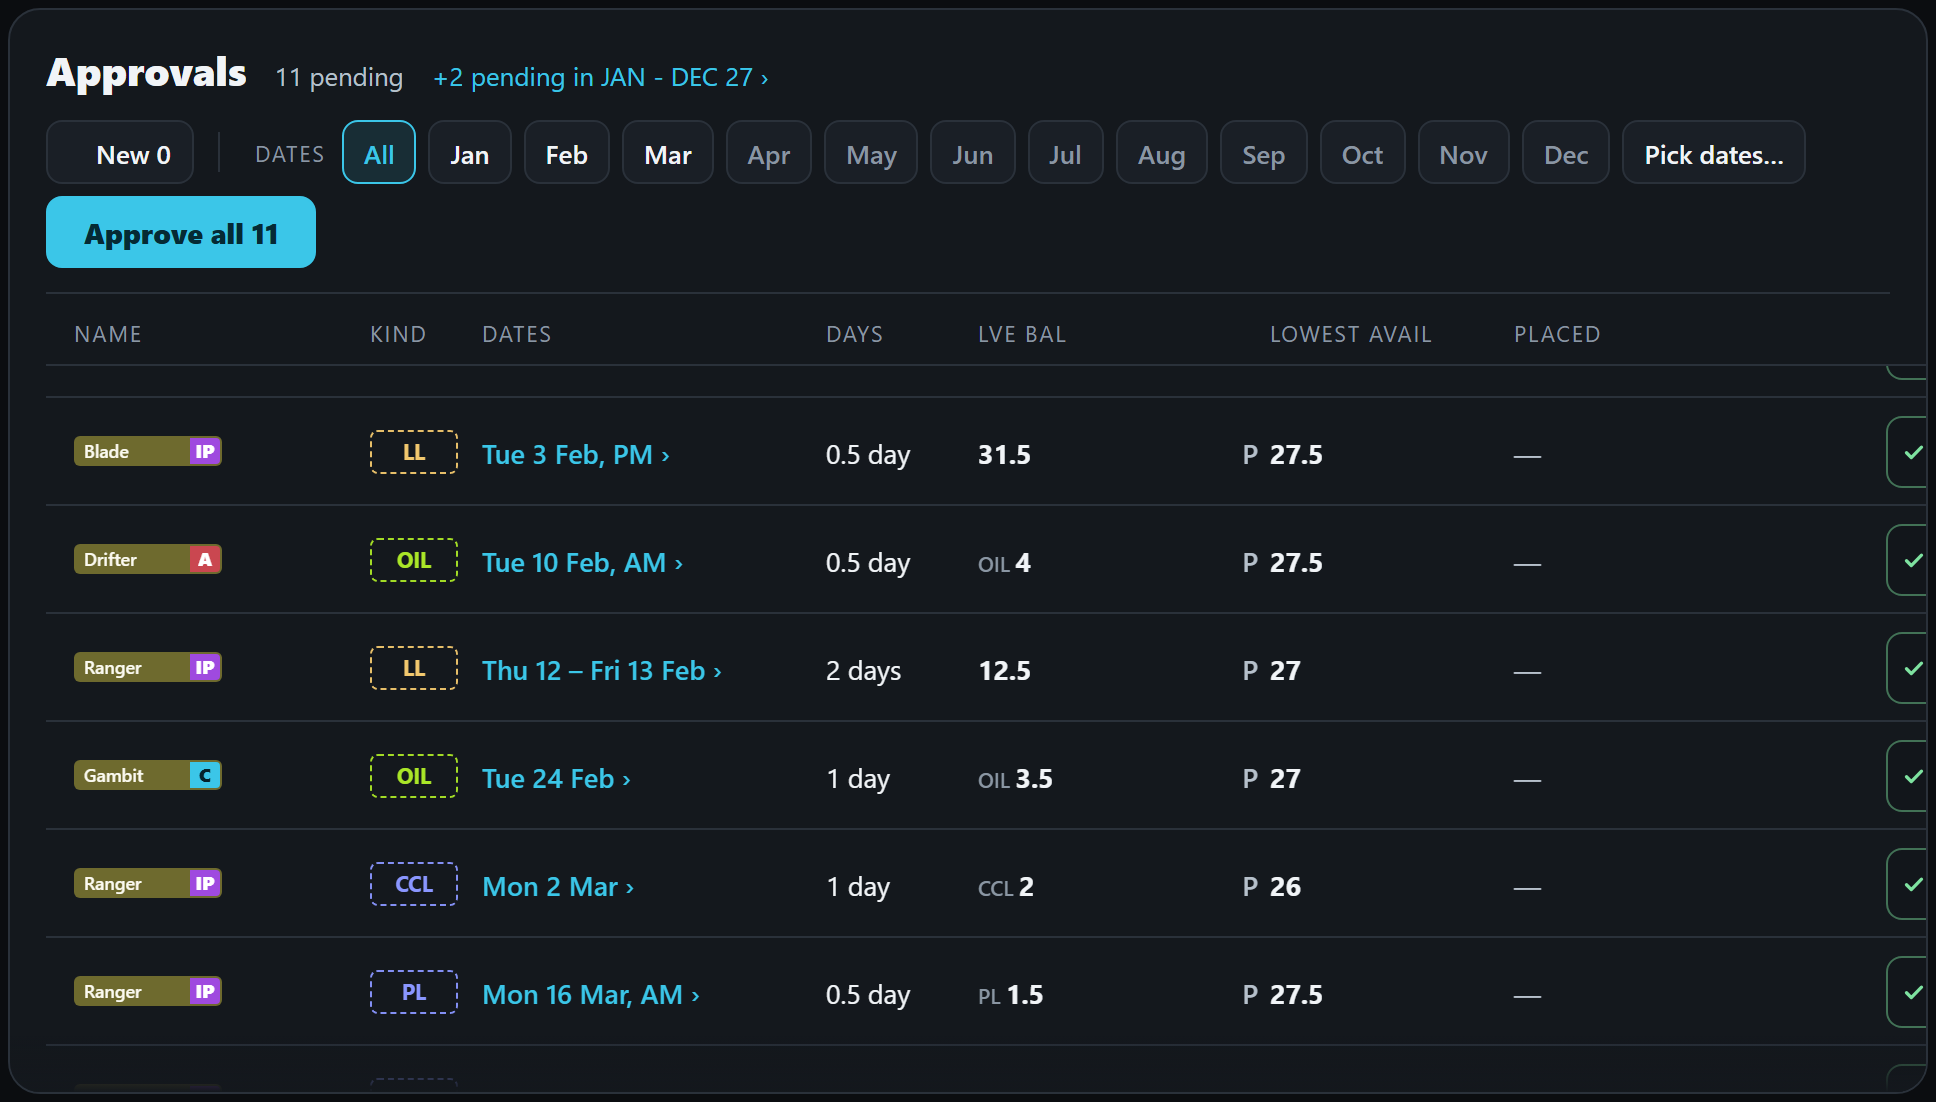 Approvals 11 pending +2 pending in JAN - DEC 27 ›
New 0 DATES All Jan Feb Mar Apr May Jun Jul Aug Sep Oct Nov Dec Pick dates...
Approve all 11
NAME KIND DATES DAYS LVE BAL LOWEST AVAIL PLACED
Blade IP LL Tue 3 Feb, PM › 0.5 day 31.5 P 27.5 —
Drifter A OIL Tue 10 Feb, AM › 0.5 day OIL 4 P 27.5 —
Ranger IP LL Thu 12 – Fri 13 Feb › 2 days 12.5 P 27 —
Gambit C OIL Tue 24 Feb › 1 day OIL 3.5 P 27 —
Ranger IP CCL Mon 2 Mar › 1 day CCL 2 P 26 —
Ranger IP PL Mon 16 Mar, AM › 0.5 day PL 1.5 P 27.5 —